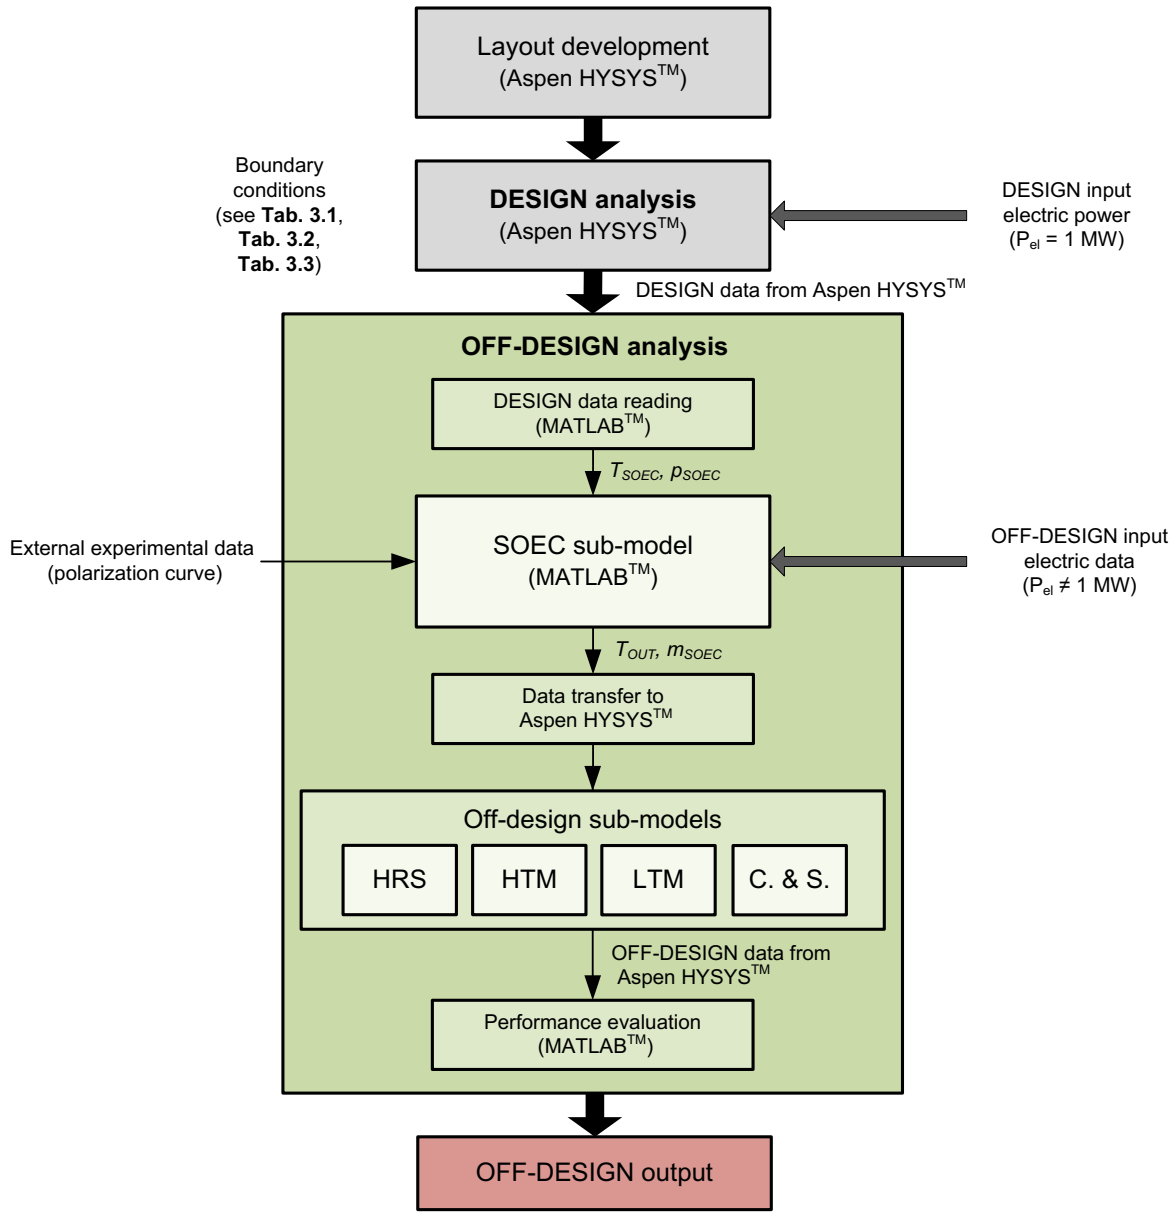 Layout development
(Aspen HYSYS™)
Boundary
conditions
(see Tab. 3.1,
Tab. 3.2,
Tab. 3.3)
DESIGN analysis
(Aspen HYSYS™)
DESIGN input
electric power
(Pel = 1 MW)
DESIGN data from Aspen HYSYS™
OFF-DESIGN analysis
DESIGN data reading
(MATLAB™)
TSOEC, pSOEC
External experimental data
(polarization curve)
SOEC sub-model
(MATLAB™)
OFF-DESIGN input
electric data
(Pel ≠ 1 MW)
TOUT, mSOEC
Data transfer to
Aspen HYSYS™
Off-design sub-models
HRS HTM LTM C. & S.
OFF-DESIGN data from
Aspen HYSYS™
Performance evaluation
(MATLAB™)
OFF-DESIGN output